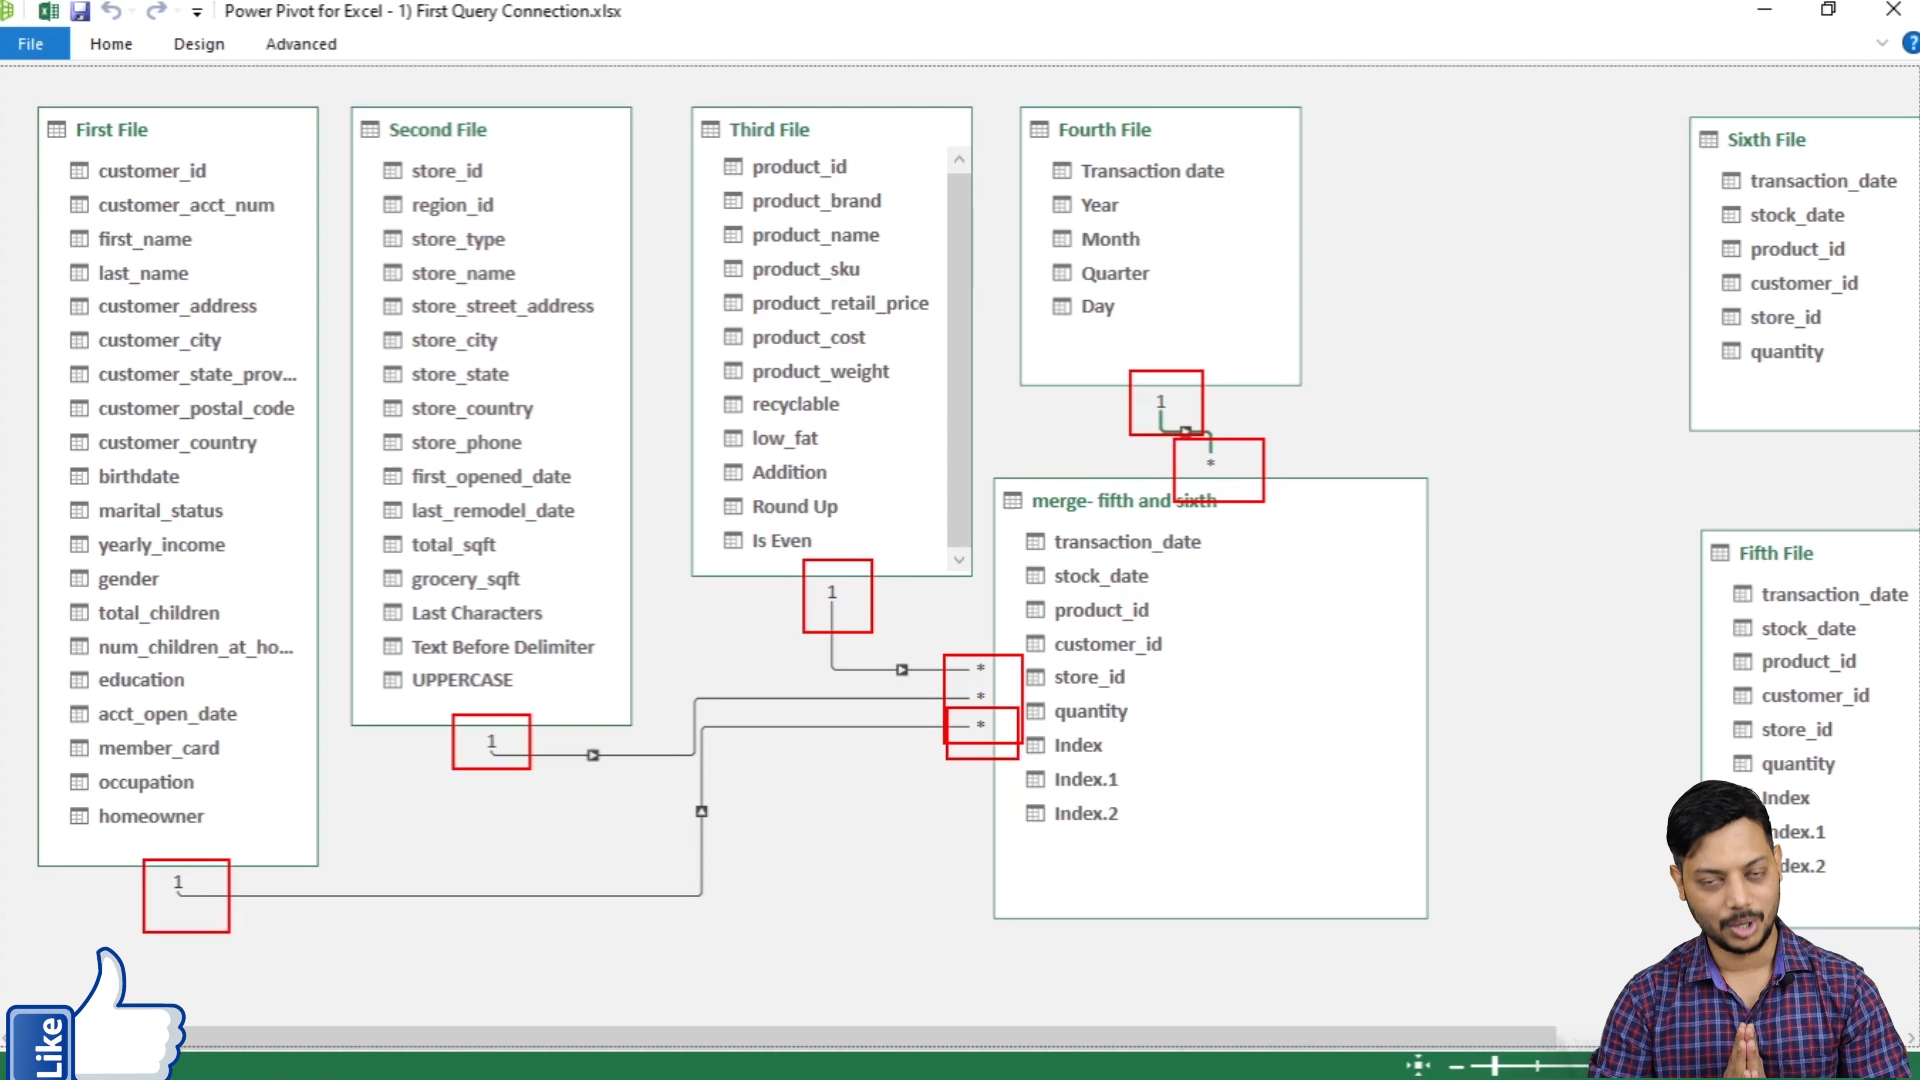 Power Pivot for Excel - 1) First Query Connection.xlsx
File Home Design Advanced
?
First File
customer_id
customer_acct_num
first_name
last_name
customer_address
customer_city
customer_state_prov...
customer_postal_code
customer_country
birthdate
marital_status
yearly_income
gender
total_children
num_children_at_ho...
education
acct_open_date
member_card
occupation
homeowner
1
Second File
store_id
region_id
store_type
store_name
store_street_address
store_city
store_state
store_country
store_phone
first_opened_date
last_remodel_date
total_sqft
grocery_sqft
Last Characters
Text Before Delimiter
UPPERCASE
1
Third File
product_id
product_brand
product_name
product_sku
product_retail_price
product_cost
product_weight
recyclable
low_fat
Addition
Round Up
Is Even
1
*
*
*
Fourth File
Transaction date
Year
Month
Quarter
Day
1
*
merge- fifth and sixth
transaction_date
stock_date
product_id
customer_id
store_id
quantity
Index
Index.1
Index.2
Sixth File
transaction_date
stock_date
product_id
customer_id
store_id
quantity
Fifth File
transaction_date
stock_date
product_id
customer_id
store_id
quantity
Index
ndex.1
dex.2
Like